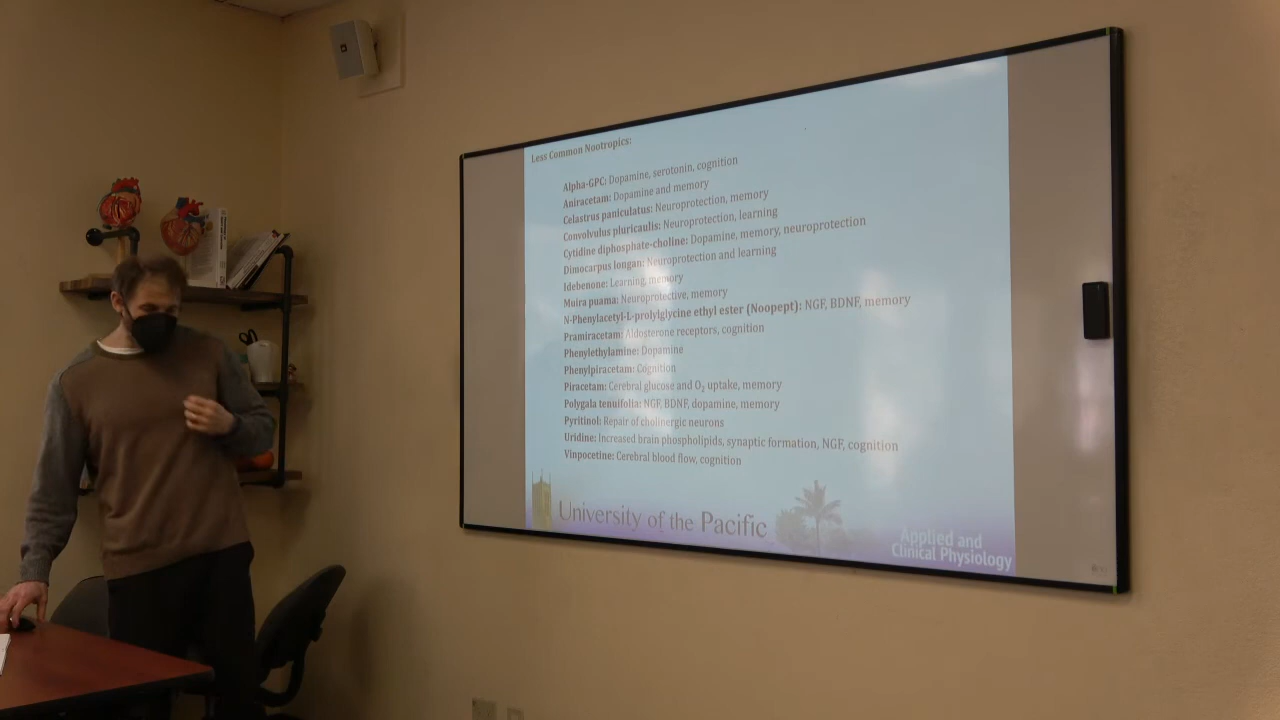 Less Common Nootropics:
Alpha-GPC: Dopamine, serotonin, cognition
Aniracetam: Dopamine and memory
Celastrus paniculatus: Neuroprotection, memory
Convolvulus pluricaulis: Neuroprotection, learning
Cytidine diphosphate-choline: Dopamine, memory, neuroprotection
Dimocarpus longan: Neuroprotection and learning
Idebenone: Learning, memory
Muira puama: Neuroprotective, memory
N-Phenylacetyl-L-prolylglycine ethyl ester (Noopept): NGF, BDNF, memory
Pramiracetam: Aldosterone receptors, cognition
Phenylethylamine: Dopamine
Phenylpiracetam: Cognition
Piracetam: Cerebral glucose and O₂ uptake, memory
Polygala tenuifolia: NGF, BDNF, dopamine, memory
Pyritinol: Repair of cholinergic neurons
Uridine: Increased brain phospholipids, synaptic formation, NGF, cognition
Vinpocetine: Cerebral blood flow, cognition
University of the Pacific
Applied and
Clinical Physiology